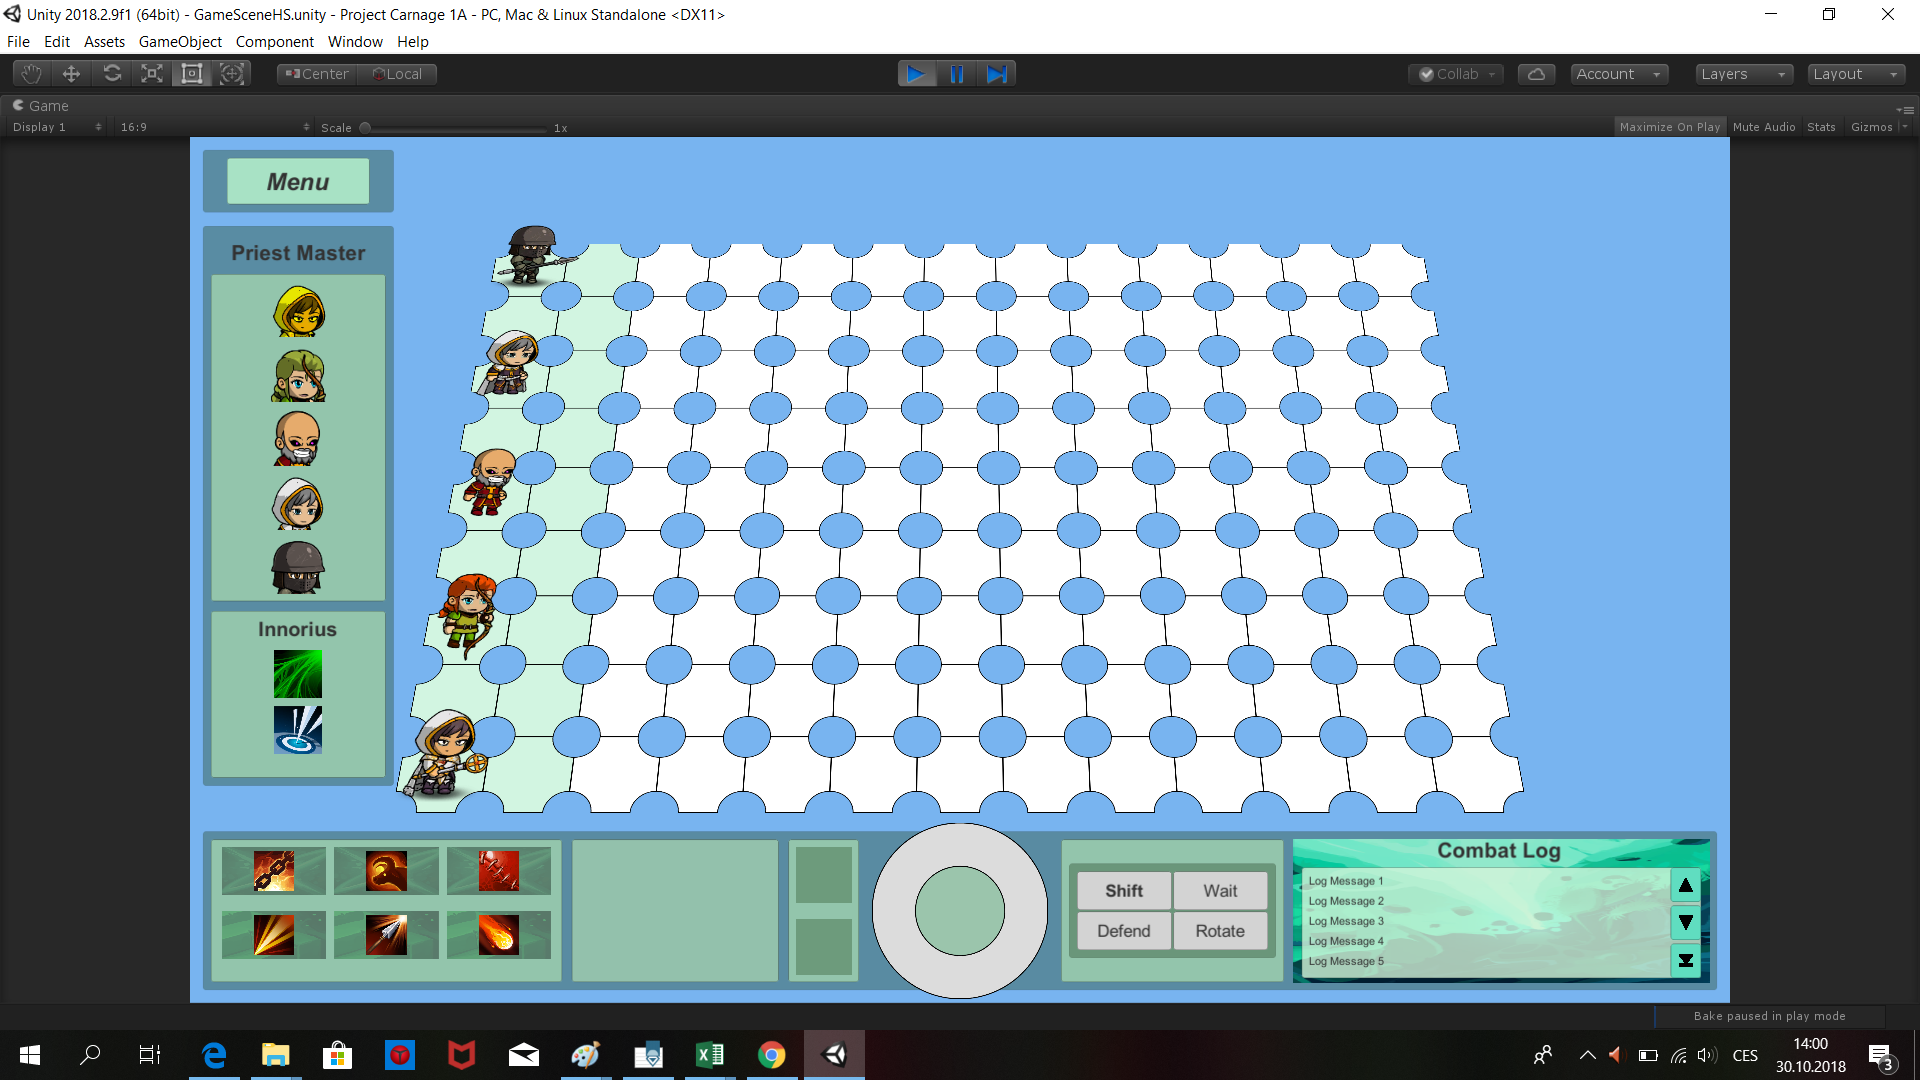 Unity 2018.2.9f1 (64bit) - GameSceneHS.unity - Project Carnage 1A - PC, Mac & Linux Standalone <DX11>
File Edit Assets GameObject Component Window Help
Center Local Collab Account Layers Layout
Game
Display 1 16:9 Scale 1x Maximize On Play Mute Audio Stats Gizmos
Menu
Priest Master
Innorius
Shift Wait
Defend Rotate
Combat Log
Log Message 1
Log Message 2
Log Message 3
Log Message 4
Log Message 5
Bake paused in play mode
CES
14:00
30.10.2018
3